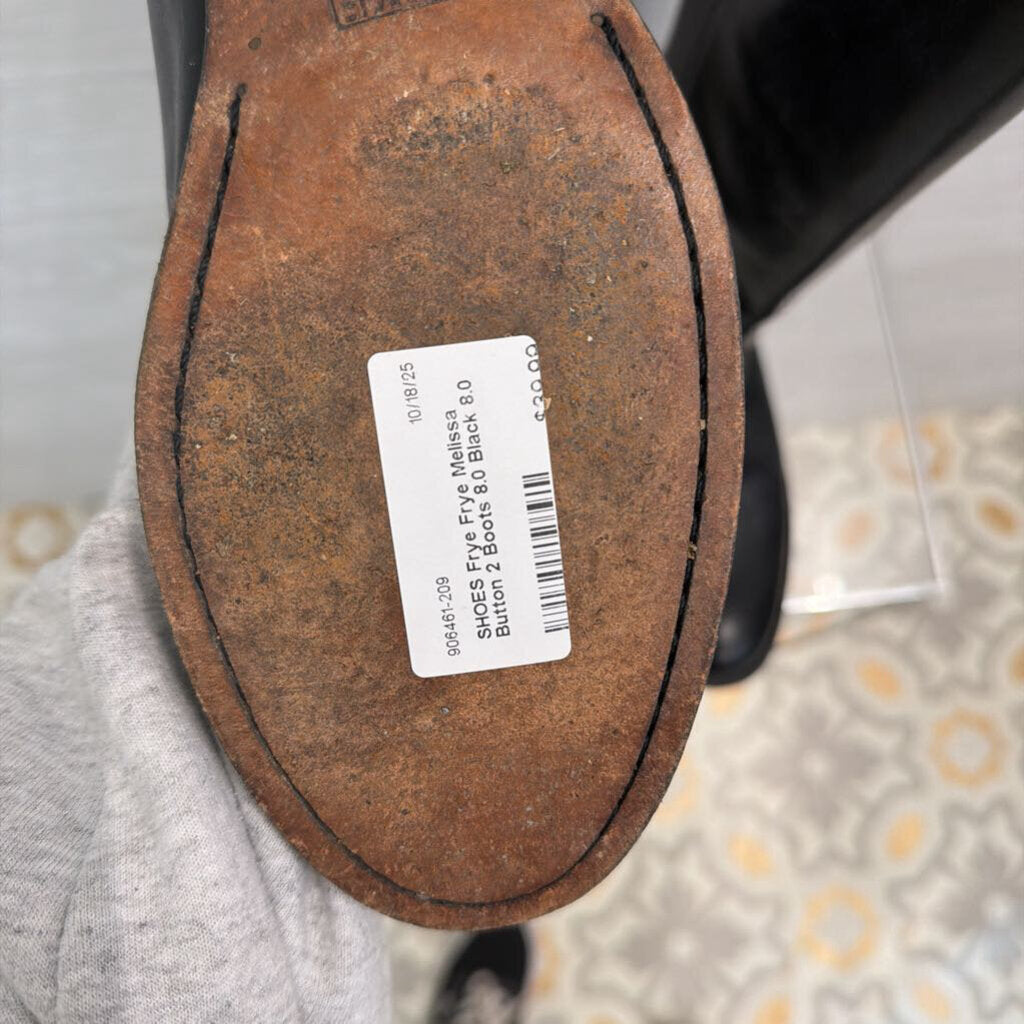 10/18/25
$39.99
906461-209
SHOES Frye Frye Melissa
Button 2 Boots 8.0 Black 8.0